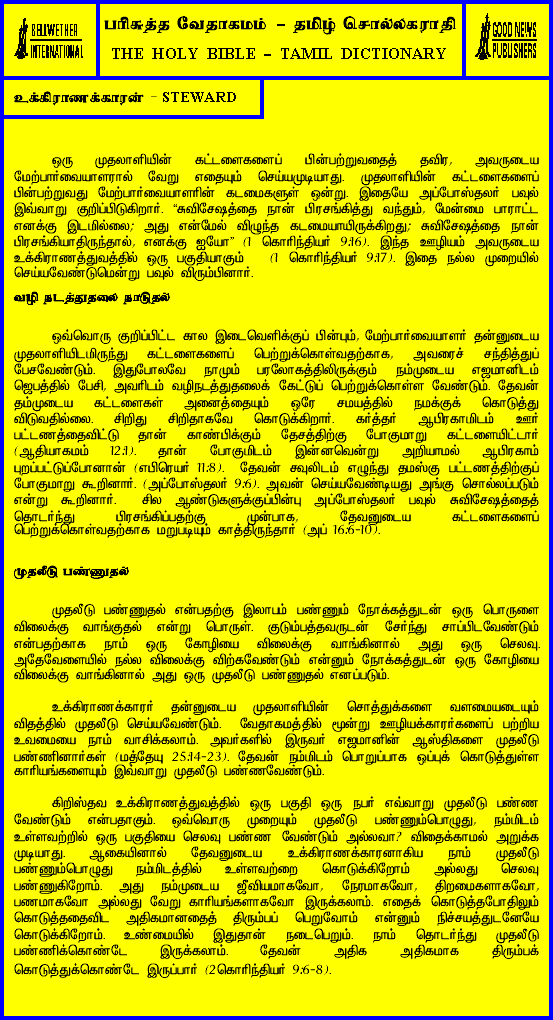 BELLWETHER
INTERNATIONAL
பரிசுத்த வேதாகமம் - தமிழ் சொல்லகராதி
THE HOLY BIBLE - TAMIL DICTIONARY
GOOD NEWS
PUBLISHERS
உக்கிராணக்காரன் - STEWARD
ஒரு முதலாளியின் கட்டளைகளைப் பின்பற்றுவதைத் தவிர, அவருடைய
மேற்பார்வையாளரால் வேறு எதையும் செய்யமுடியாது. முதலாளியின் கட்டளைகளைப்
பின்பற்றுவது மேற்பார்வையாளரின் கடமைகளுள் ஒன்று. இதையே அப்போஸ்தலர் பவுல்
இவ்வாறு குறிப்பிடுகிறார். "சுவிசேஷத்தை நான் பிரசங்கித்து வந்தும், மேன்மை பாராட்ட
எனக்கு இடமில்லை; அது என்மேல் விழுந்த கடமையாயிருக்கிறது; சுவிசேஷத்தை நான்
பிரசங்கியாதிருந்தால், எனக்கு ஐயோ" (1 கொரிந்தியர் 9:16). இந்த ஊழியம் அவருடைய
உக்கிராணத்துவத்தில் ஒரு பகுதியாகும் (1 கொரிந்தியர் 9:17). இதை நல்ல முறையில்
செய்யவேண்டுமென்று பவுல் விரும்பினார்.
வழி நடத்துதலை நாடுதல்
ஒவ்வொரு குறிப்பிட்ட கால இடைவெளிக்குப் பின்பும், மேற்பார்வையாளர் தன்னுடைய
முதலாளியிடமிருந்து கட்டளைகளைப் பெற்றுக்கொள்வதற்காக, அவரைச் சந்தித்துப்
பேசவேண்டும். இதுபோலவே நாமும் பரலோகத்திலிருக்கும் நம்முடைய எஜமானிடம்
ஜெபத்தில் பேசி, அவரிடம் வழிநடத்துதலைக் கேட்டுப் பெற்றுக்கொள்ள வேண்டும். தேவன்
தம்முடைய கட்டளைகள் அனைத்தையும் ஒரே சமயத்தில் நமக்குக் கொடுத்து
விடுவதில்லை. சிறிது சிறிதாகவே கொடுக்கிறார். கர்த்தர் ஆபிரகாமிடம் ஊர்
பட்டணத்தைவிட்டு தான் காண்பிக்கும் தேசத்திற்கு போகுமாறு கட்டளையிட்டார்
(ஆதியாகமம் 12:1). தான் போகுமிடம் இன்னவென்று அறியாமல் ஆபிரகாம்
புறப்பட்டுப்போனான் (எபிரெயர் 11:8). தேவன் சவுலிடம் எழுந்து தமஸ்கு பட்டணத்திற்குப்
போகுமாறு கூறினார். (அப்போஸ்தலர் 9:6). அவன் செய்யவேண்டியது அங்கு சொல்லப்படும்
என்று கூறினார். சில ஆண்டுகளுக்குப்பின்பு அப்போஸ்தலர் பவுல் சுவிசேஷத்தைத்
தொடர்ந்து பிரசங்கிப்பதற்கு முன்பாக, தேவனுடைய கட்டளைகளைப்
பெற்றுக்கொள்வதற்காக மறுபடியும் காத்திருந்தார் (அப் 16:6-10).
முதலீடு பண்ணுதல்
முதலீடு பண்ணுதல் என்பதற்கு இலாபம் பண்ணும் நோக்கத்துடன் ஒரு பொருளை
விலைக்கு வாங்குதல் என்று பொருள். குடும்பத்தவருடன் சேர்ந்து சாப்பிடவேண்டும்
என்பதற்காக நாம் ஒரு கோழியை விலைக்கு வாங்கினால் அது ஒரு செலவு.
அதேவேளையில் நல்ல விலைக்கு விற்கவேண்டும் என்னும் நோக்கத்துடன் ஒரு கோழியை
விலைக்கு வாங்கினால் அது ஒரு முதலீடு பண்ணுதல் எனப்படும்.
உக்கிராணக்காரர் தன்னுடைய முதலாளியின் சொத்துக்களை வளமையடையும்
விதத்தில் முதலீடு செய்யவேண்டும். வேதாகமத்தில் மூன்று ஊழியக்காரர்களைப் பற்றிய
உவமையை நாம் வாசிக்கலாம். அவர்களில் இருவர் எஜமானின் ஆஸ்திகளை முதலீடு
பண்ணினார்கள் (மத்தேயு 25:14-23). தேவன் நம்மிடம் பொறுப்பாக ஒப்புக் கொடுத்துள்ள
காரியங்களையும் இவ்வாறு முதலீடு பண்ணவேண்டும்.
கிறிஸ்தவ உக்கிராணத்துவத்தில் ஒரு பகுதி ஒரு நபர் எவ்வாறு முதலீடு பண்ண
வேண்டும் என்பதாகும். ஒவ்வொரு முறையும் முதலீடு பண்ணும்பொழுது, நம்மிடம்
உள்ளவற்றில் ஒரு பகுதியை செலவு பண்ண வேண்டும் அல்லவா? விதைக்காமல் அறுக்க
முடியாது. ஆகையினால் தேவனுடைய உக்கிராணக்காரனாகிய நாம் முதலீடு
பண்ணும்பொழுது நம்மிடத்தில் உள்ளவற்றை கொடுக்கிறோம் அல்லது செலவு
பண்ணுகிறோம். அது நம்முடைய ஜீவியமாகவோ, நேரமாகவோ, திறமைகளாகவோ,
பணமாகவோ அல்லது வேறு காரியங்களாகவோ இருக்கலாம். எதைக் கொடுத்தபோதிலும்
கொடுத்ததைவிட அதிகமானதைத் திரும்பப் பெறுவோம் என்னும் நிச்சயத்துடனேயே
கொடுக்கிறோம். உண்மையில் இதுதான் நடைபெறும். நாம் தொடர்ந்து முதலீடு
பண்ணிக்கொண்டே இருக்கலாம். தேவன் அதிக அதிகமாக திரும்பக்
கொடுத்துக்கொண்டே இருப்பார் (2கொரிந்தியர் 9:6-8).